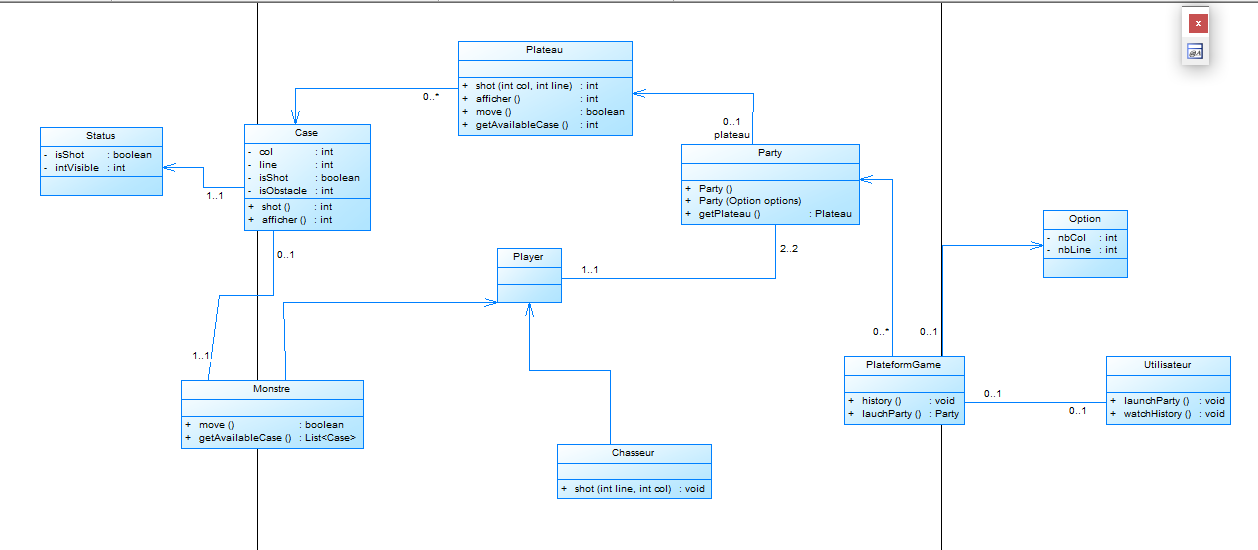 x
Plateau
+ shot (int col, int line) : int
+ afficher () : int
+ move () : boolean
+ getAvailableCase () : int
0..*
0..1
plateau
Status
- isShot : boolean
- intVisible : int
1..1
Case
- col : int
- line : int
- isShot : boolean
- isObstacle : int
+ shot () : int
+ afficher () : int
Party
+ Party ()
+ Party (Option options)
+ getPlateau () : Plateau
Option
- nbCol : int
- nbLine : int
0..1
2..2
Player
1..1
0..*
0..1
1..1
PlateformGame
+ history () : void
+ lauchParty () : Party
Utilisateur
+ launchParty () : void
+ watchHistory () : void
0..1
0..1
Monstre
+ move () : boolean
+ getAvailableCase () : List<Case>
Chasseur
+ shot (int line, int col) : void